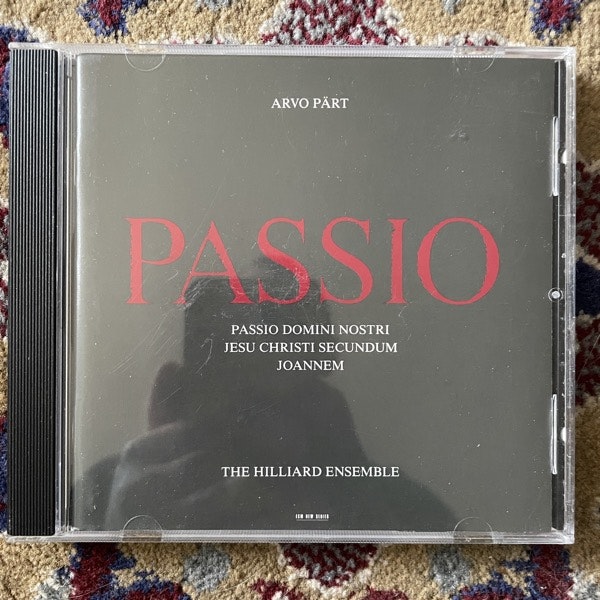 ARVO PÄRT
PASSIO
PASSIO DOMINI NOSTRI
JESU CHRISTI SECUNDUM
JOANNEM
THE HILLIARD ENSEMBLE
ECM NEW SERIES